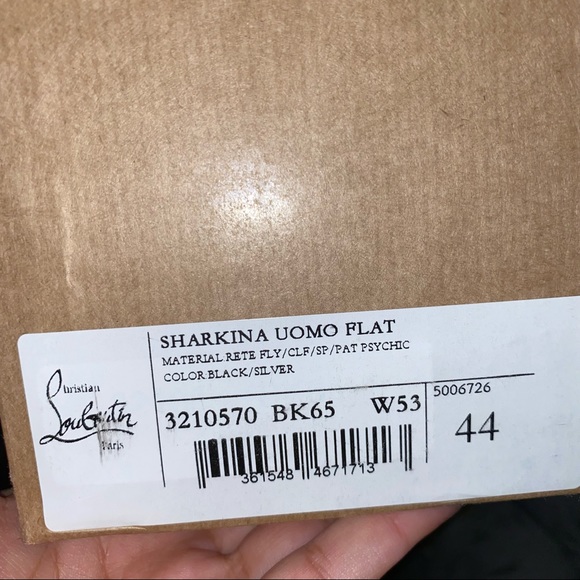 Christian
Louboutin
Paris
SHARKINA UOMO FLAT
MATERIAL RETE FLY/CLF/SP/PAT PSYCHIC
COLOR BLACK/SILVER
3210570 BK65 W53
5006726
44
361548 4671713